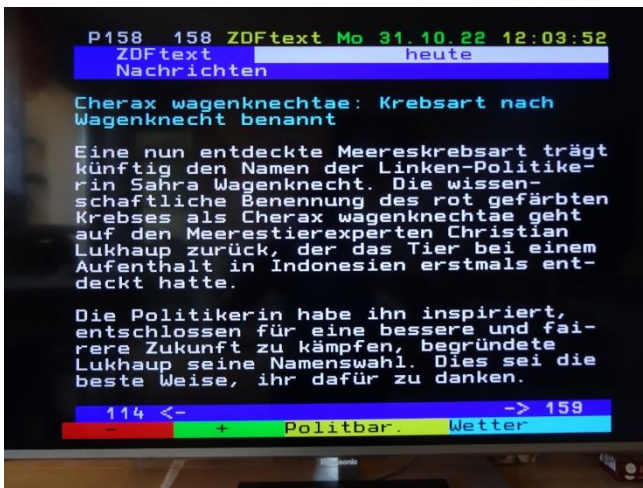 P158 158 ZDFtext Mo 31.10.22 12:03:52
ZDFtext heute
Nachrichten
Cherax wagenknechtae: Krebsart nach
Wagenknecht benannt
Eine nun entdeckte Meereskrebsart trägt
künftig den Namen der Linken-Politike-
rin Sahra Wagenknecht. Die wissen-
schaftliche Benennung des rot gefärbten
Krebses als Cherax wagenknechtae geht
auf den Meerestierexperten Christian
Lukhaup zurück, der das Tier bei einem
Aufenthalt in Indonesien erstmals ent-
deckt hatte.
Die Politikerin habe ihn inspiriert,
entschlossen für eine bessere und fai-
rere Zukunft zu kämpfen, begründete
Lukhaup seine Namenswahl. Dies sei die
beste Weise, ihr dafür zu danken.
114 <- -> 159
- + Politbar. Wetter
Panasonic